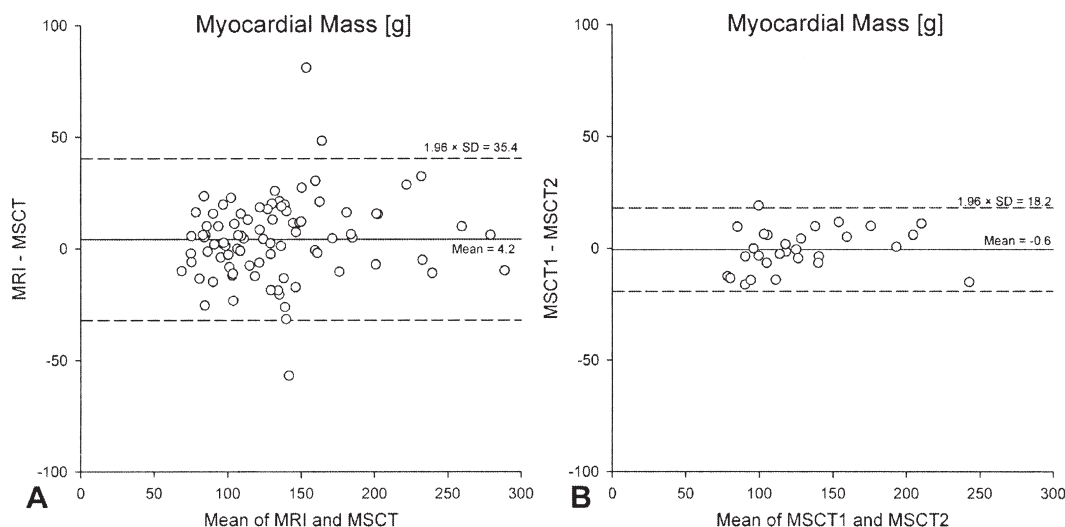 Myocardial Mass [g]
100
50
0
-50
-100
MRI - MSCT
1.96 × SD = 35.4
Mean = 4.2
0
50
100
150
200
250
300
Mean of MRI and MSCT
A
Myocardial Mass [g]
100
50
0
-50
-100
MSCT1 - MSCT2
1.96 × SD = 18.2
Mean = -0.6
0
50
100
150
200
250
300
Mean of MSCT1 and MSCT2
B